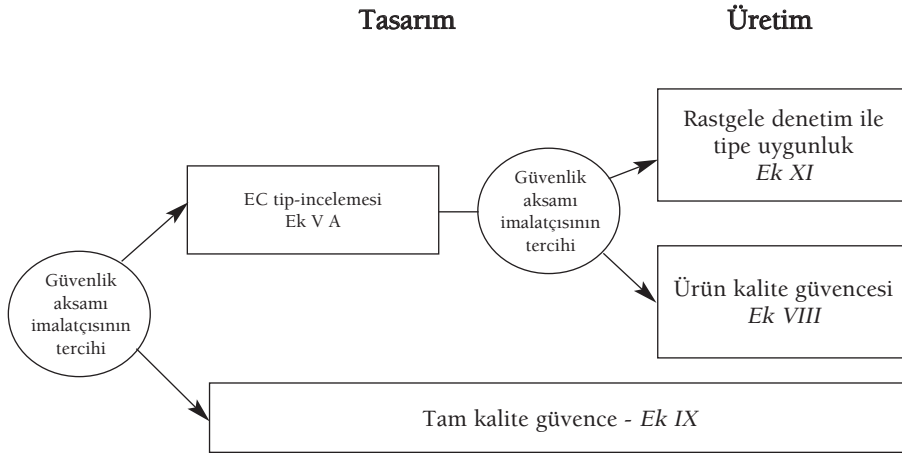 Tasarım
Üretim
Rastgele denetim ile
tipe uygunluk
Ek XI
EC tip-incelemesi
Ek V A
Güvenlik
aksamı
imalatçısının
tercihi
Ürün kalite güvencesi
Ek VIII
Güvenlik
aksamı
imalatçısının
tercihi
Tam kalite güvence - Ek IX